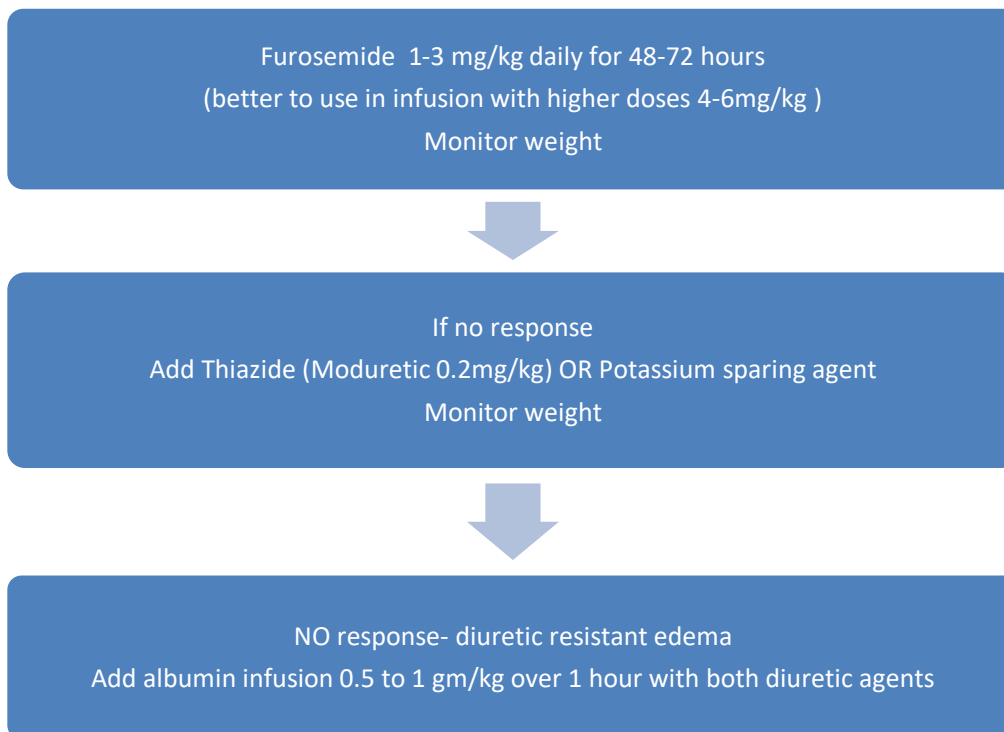 Furosemide 1-3 mg/kg daily for 48-72 hours
(better to use in infusion with higher doses 4-6mg/kg )
Monitor weight
If no response
Add Thiazide (Moduretic 0.2mg/kg) OR Potassium sparing agent
Monitor weight
NO response- diuretic resistant edema
Add albumin infusion 0.5 to 1 gm/kg over 1 hour with both diuretic agents